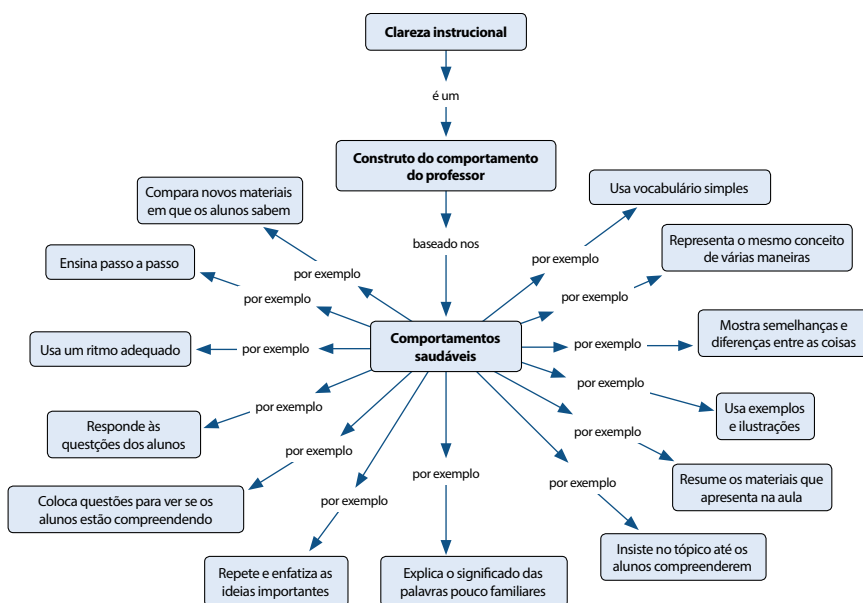 Clareza instrucional
é um
Construto do comportamento
do professor
Compara novos materiais
em que os alunos sabem
Usa vocabulário simples
baseado nos
por exemplo
Representa o mesmo conceito
de várias maneiras
Ensina passo a passo
por exemplo
por exemplo
por exemplo
Comportamentos
saudáveis
Mostra semelhanças e
diferenças entre as coisas
Usa um ritmo adequado
por exemplo
por exemplo
por exemplo
por exemplo
Usa exemplos
e ilustrações
Responde às
questções dos alunos
por exemplo
por exemplo
por exemplo
Resume os materiais que
apresenta na aula
por exemplo
por exemplo
Coloca questões para ver se os
alunos estão compreendendo
Insiste no tópico até os
alunos compreenderem
Repete e enfatiza as
ideias importantes
Explica o significado das
palavras pouco familiares